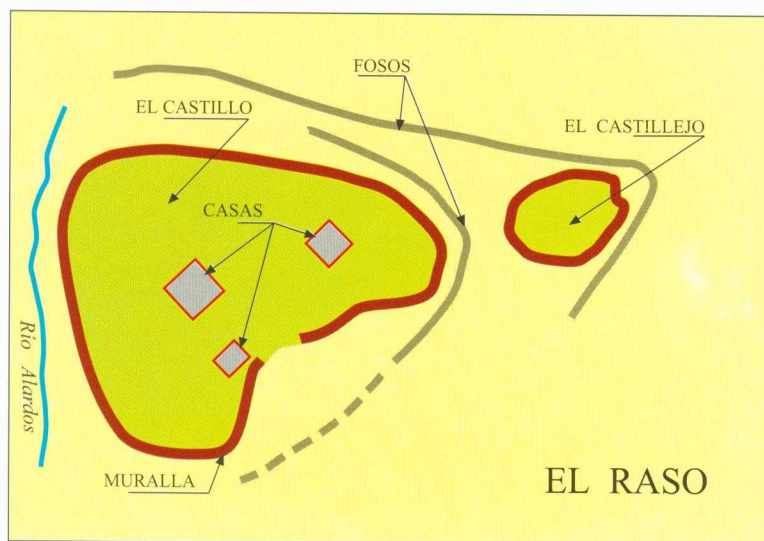 FOSOS
EL CASTILLO
EL CASTILLEJO
CASAS
Río Alardos
MURALLA
EL RASO